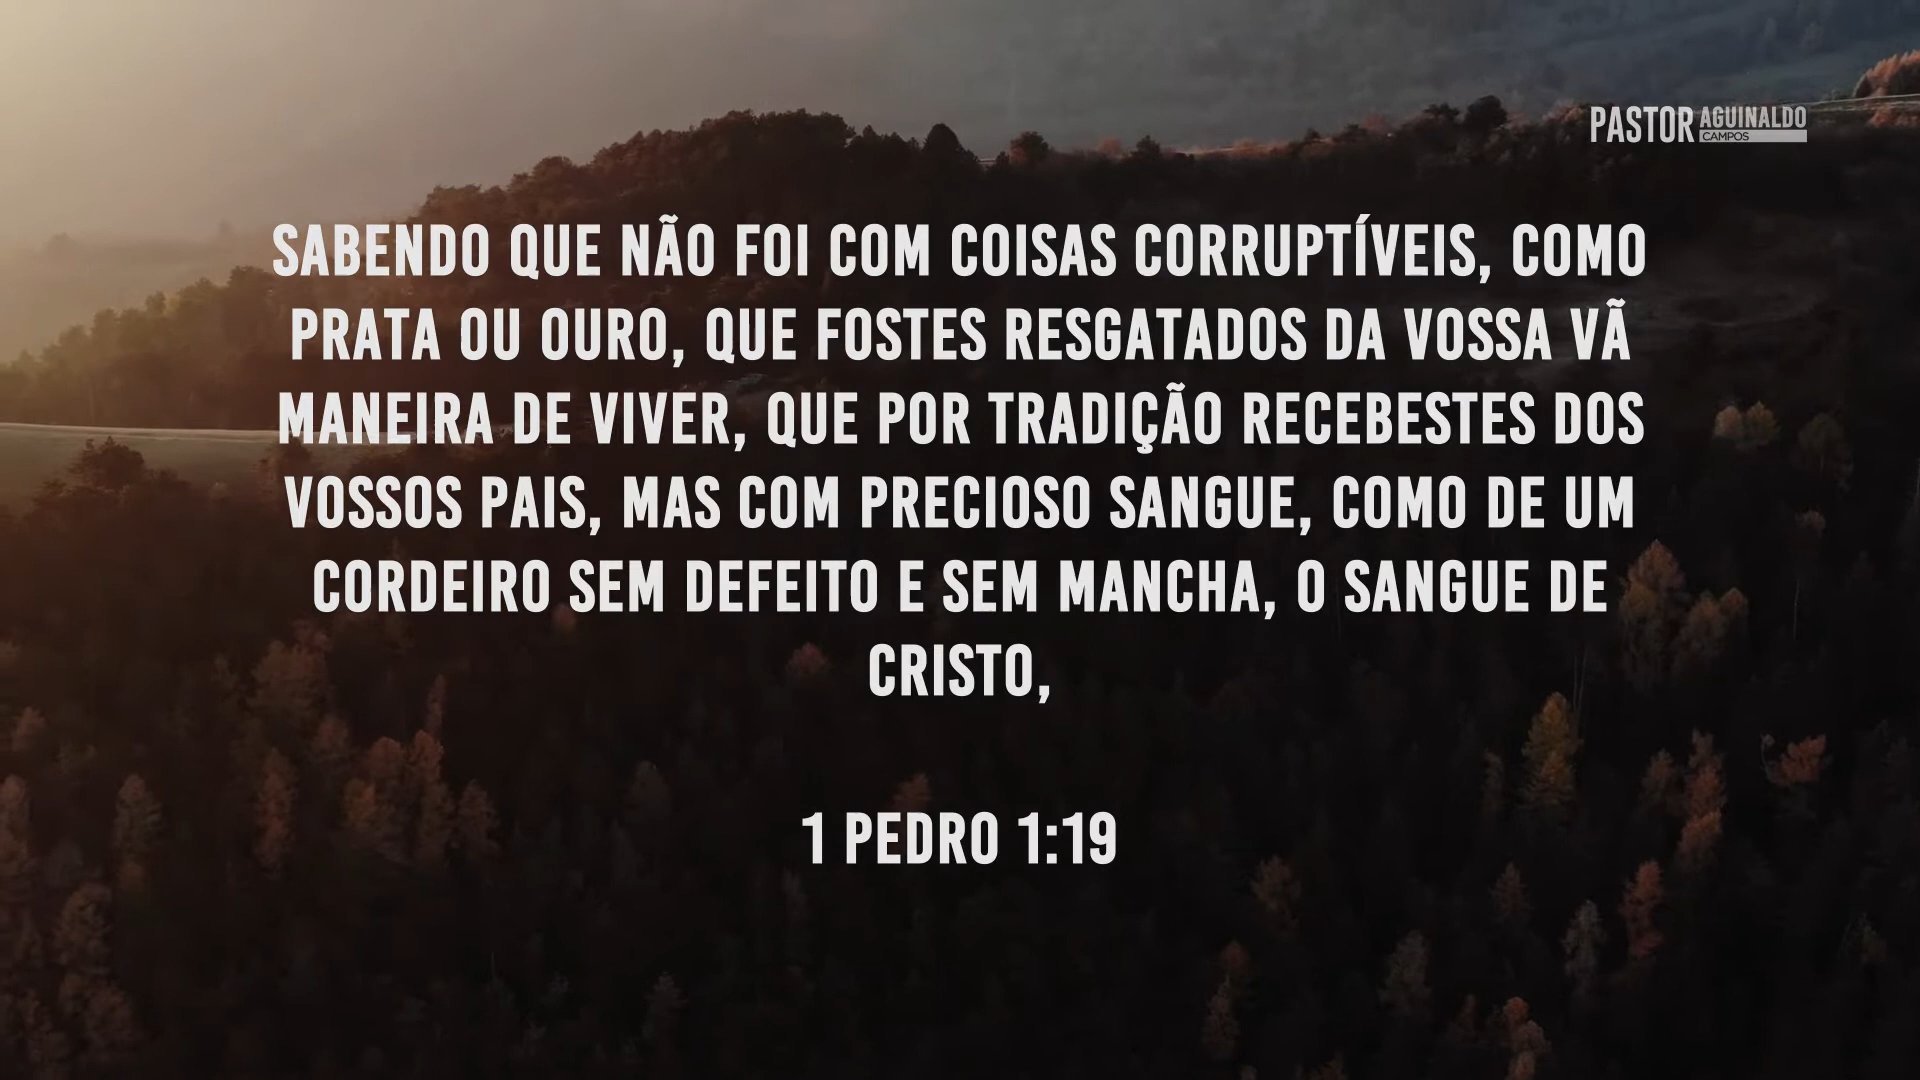 PASTOR AGUINALDO
CAMPOS
SABENDO QUE NÃO FOI COM COISAS CORRUPTÍVEIS, COMO
PRATA OU OURO, QUE FOSTES RESGATADOS DA VOSSA VÃ
MANEIRA DE VIVER, QUE POR TRADIÇÃO RECEBESTES DOS
VOSSOS PAIS, MAS COM PRECIOSO SANGUE, COMO DE UM
CORDEIRO SEM DEFEITO E SEM MANCHA, O SANGUE DE
CRISTO,
1 PEDRO 1:19